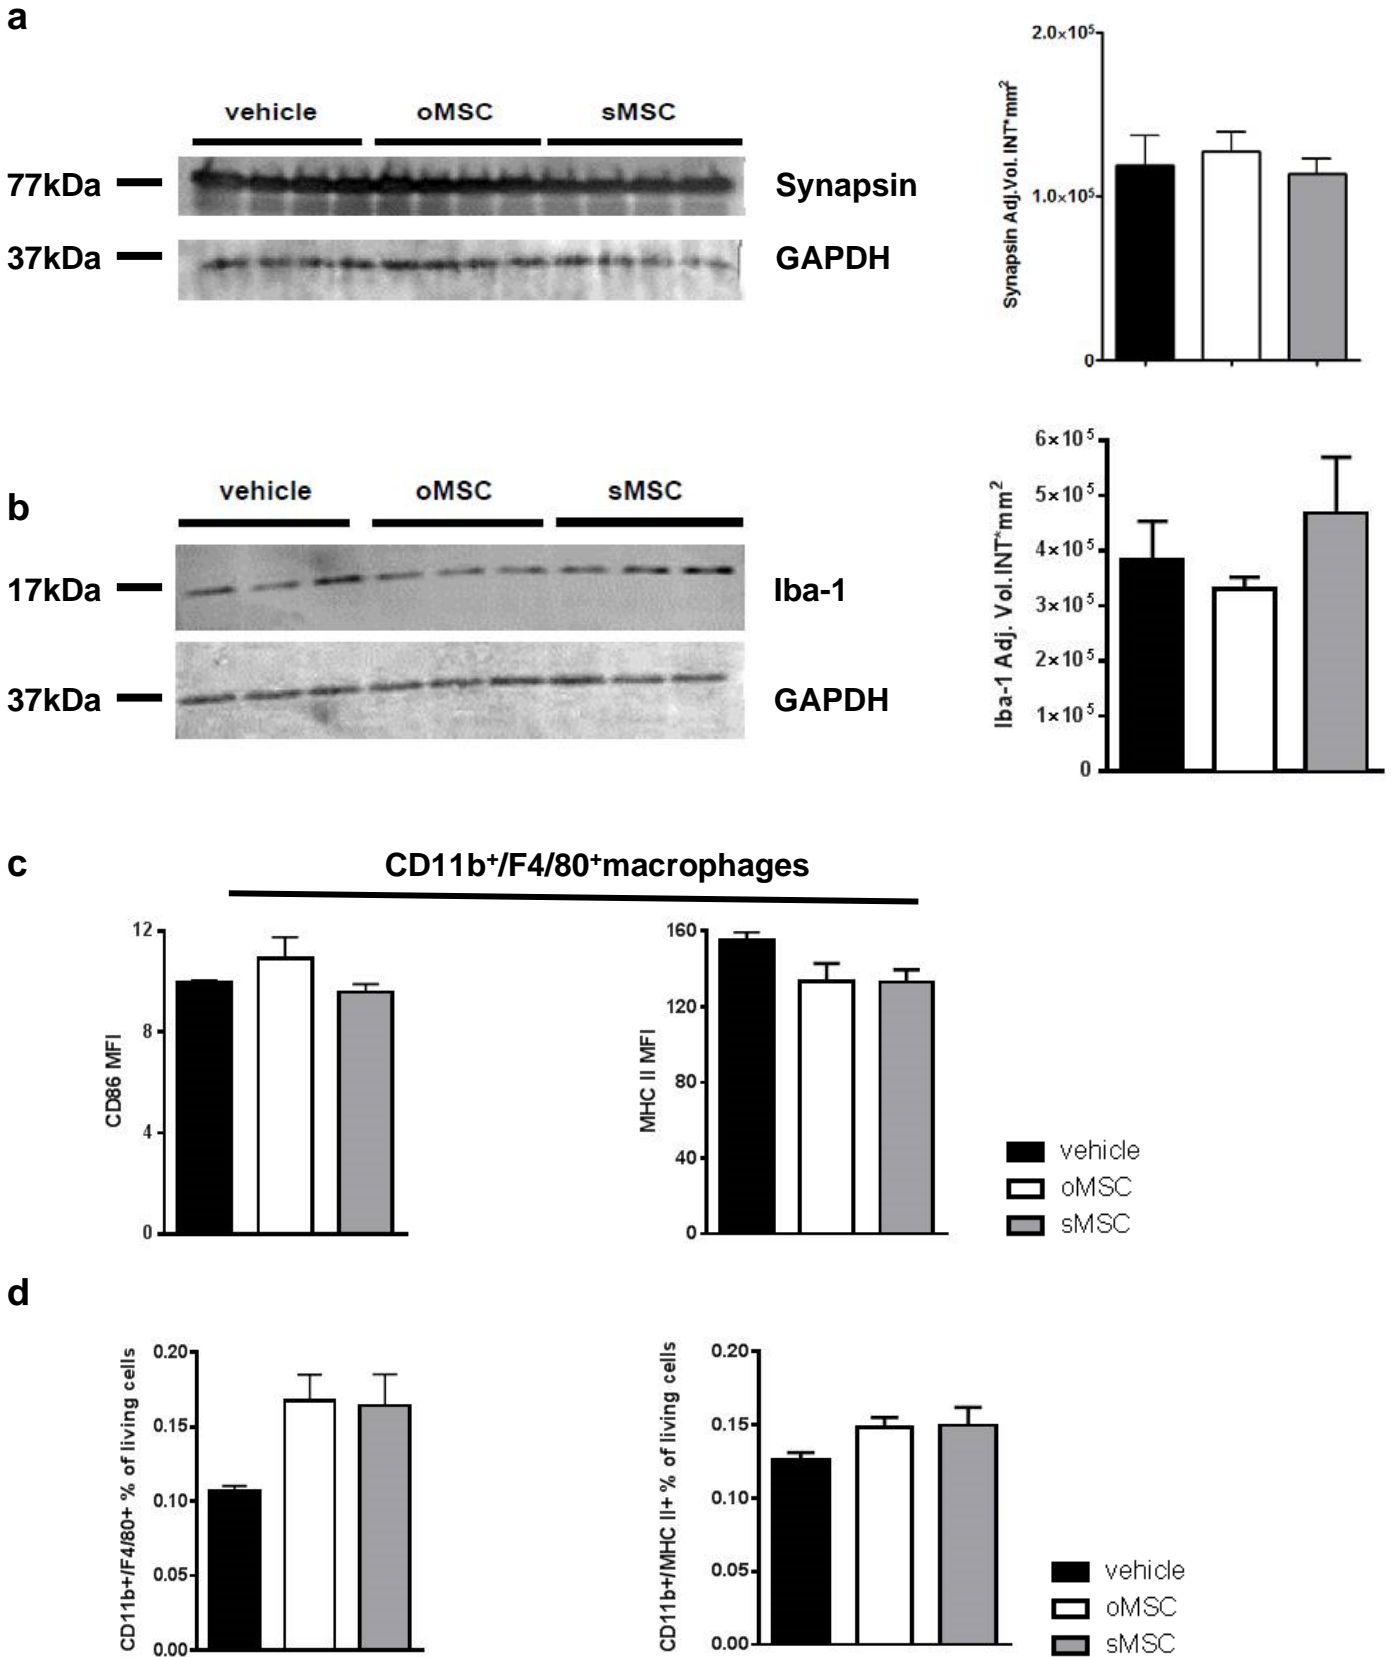 a
vehicle oMSC sMSC
77kDa Synapsin
37kDa GAPDH
Synapsin Adj.Vol.INT*mm²
2.0×10⁵
1.0×10⁵
0
b
vehicle oMSC sMSC
17kDa Iba-1
37kDa GAPDH
Iba-1 Adj. Vol.INT*mm²
6×10⁵
5×10⁵
4×10⁵
3×10⁵
2×10⁵
1×10⁵
0
c
CD11b⁺/F4/80⁺macrophages
CD86 MFI
12
8
4
0
MHC II MFI
160
120
80
40
0
vehicle
oMSC
sMSC
d
CD11b+/F4/80+ % of living cells
0.20
0.15
0.10
0.05
0.00
CD11b+/MHC II+ % of living cells
0.20
0.15
0.10
0.05
0.00
vehicle
oMSC
sMSC